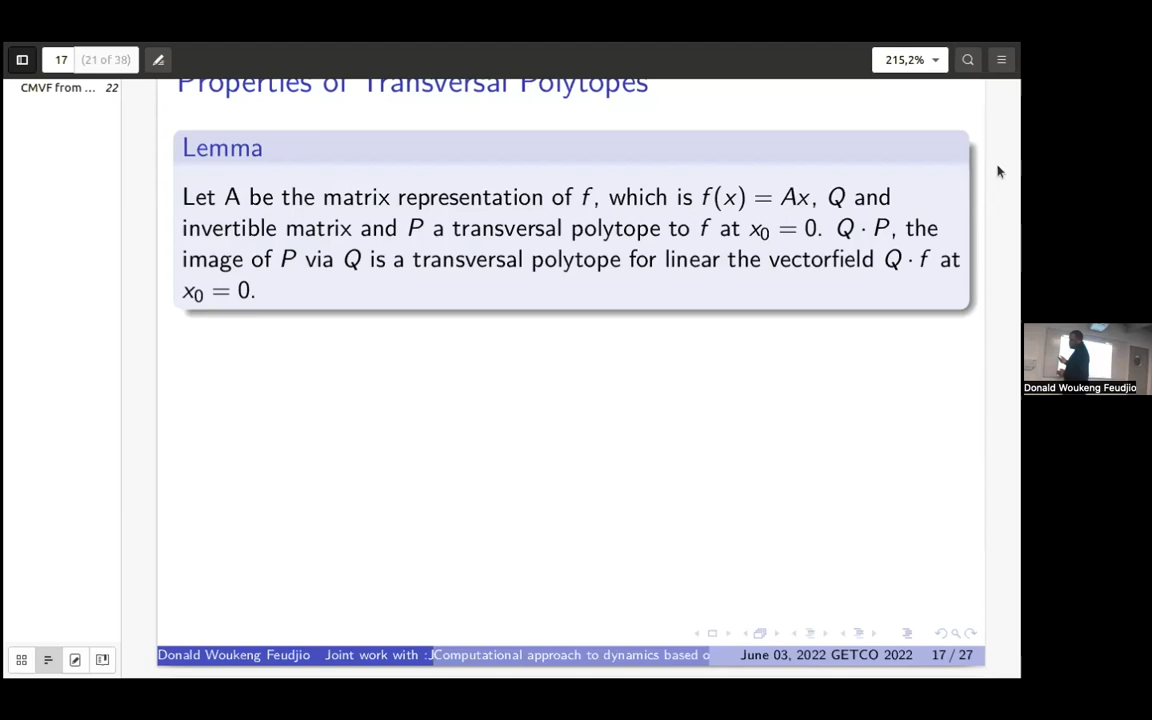 17 (21 of 38)
215,2%
CMVF from ... 22
Properties of Transversal Polytopes
Lemma
Let A be the matrix representation of f, which is f(x) = Ax, Q and
invertible matrix and P a transversal polytope to f at x₀ = 0. Q · P, the
image of P via Q is a transversal polytope for linear the vectorfield Q · f at
x₀ = 0.
Donald Woukeng Feudjio
Donald Woukeng Feudjio Joint work with :J Computational approach to dynamics based o June 03, 2022 GETCO 2022 17 / 27